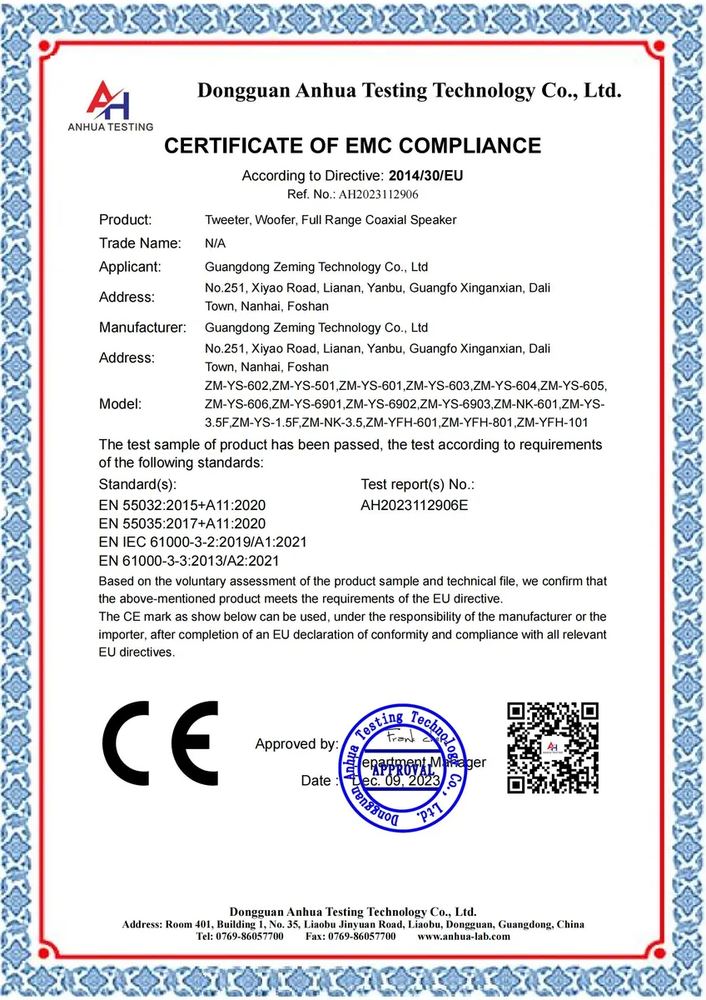 AH
ANHUA TESTING
Dongguan Anhua Testing Technology Co., Ltd.
CERTIFICATE OF EMC COMPLIANCE
According to Directive: 2014/30/EU
Ref. No.: AH2023112906
Product: Tweeter, Woofer, Full Range Coaxial Speaker
Trade Name: N/A
Applicant: Guangdong Zeming Technology Co., Ltd
Address: No.251, Xiyao Road, Lianan, Yanbu, Guangfo Xinganxian, Dali
Town, Nanhai, Foshan
Manufacturer: Guangdong Zeming Technology Co., Ltd
Address: No.251, Xiyao Road, Lianan, Yanbu, Guangfo Xinganxian, Dali
Town, Nanhai, Foshan
ZM-YS-602,ZM-YS-501,ZM-YS-601,ZM-YS-603,ZM-YS-604,ZM-YS-605,
Model: ZM-YS-606,ZM-YS-6901,ZM-YS-6902,ZM-YS-6903,ZM-NK-601,ZM-YS-
3.5F,ZM-YS-1.5F,ZM-NK-3.5,ZM-YFH-601,ZM-YFH-801,ZM-YFH-101
The test sample of product has been passed, the test according to requirements
of the following standards:
Standard(s): Test report(s) No.:
EN 55032:2015+A11:2020 AH2023112906E
EN 55035:2017+A11:2020
EN IEC 61000-3-2:2019/A1:2021
EN 61000-3-3:2013/A2:2021
Based on the voluntary assessment of the product sample and technical file, we confirm that
the above-mentioned product meets the requirements of the EU directive.
The CE mark as show below can be used, under the responsibility of the manufacturer or the
importer, after completion of an EU declaration of conformity and compliance with all relevant
EU directives.
CE
Approved by: Frank
Department Manager
Date : Dec. 09, 2023
Dongguan Anhua Testing Technology Co., Ltd.
APPROVAL
Dongguan Anhua Testing Technology Co., Ltd.
Address: Room 401, Building 1, No. 35, Liaobu Jinyuan Road, Liaobu, Dongguan, Guangdong, China
Tel: 0769-86057700 Fax: 0769-86057700 www.anhua-lab.com